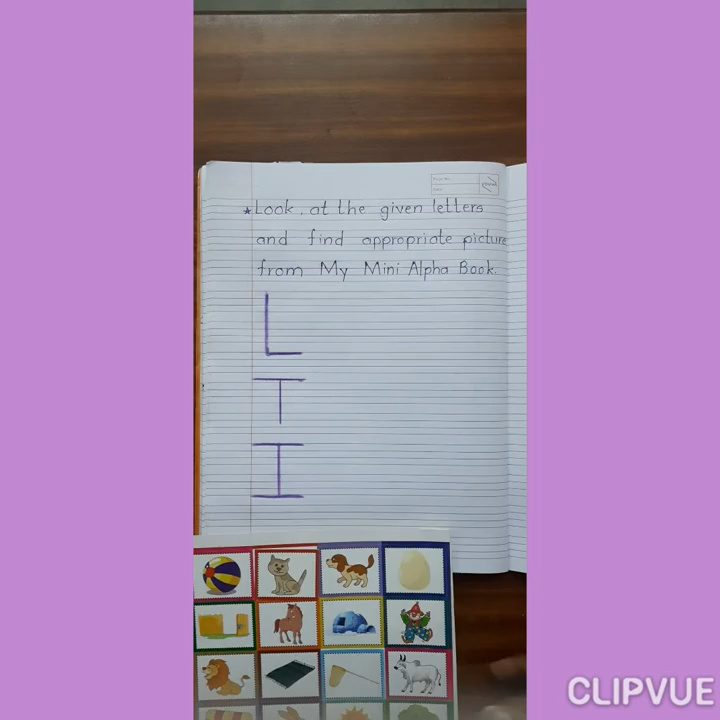 ★ Look, at the given letters
and find appropriate picture
from My Mini Alpha Book.
L
T
I
CLIPVUE